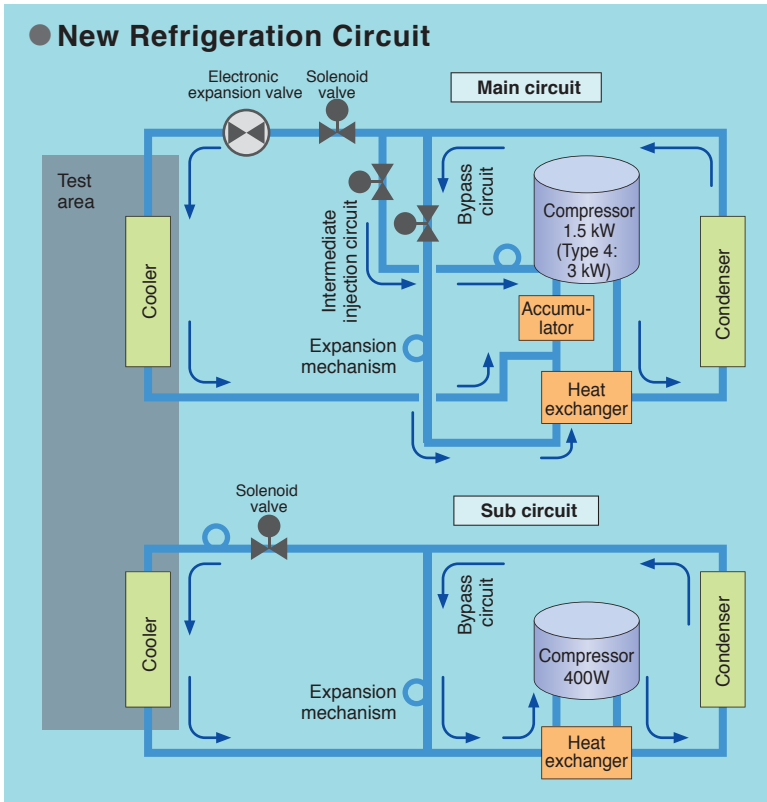 New Refrigeration Circuit
Electronic
expansion valve
Solenoid
valve
Main circuit
Test
area
Cooler
Intermediate
injection circuit
Bypass
circuit
Compressor
1.5 kW
(Type 4:
3 kW)
Condenser
Accumu-
lator
Expansion
mechanism
Heat
exchanger
Solenoid
valve
Sub circuit
Cooler
Bypass
circuit
Compressor
400W
Condenser
Expansion
mechanism
Heat
exchanger